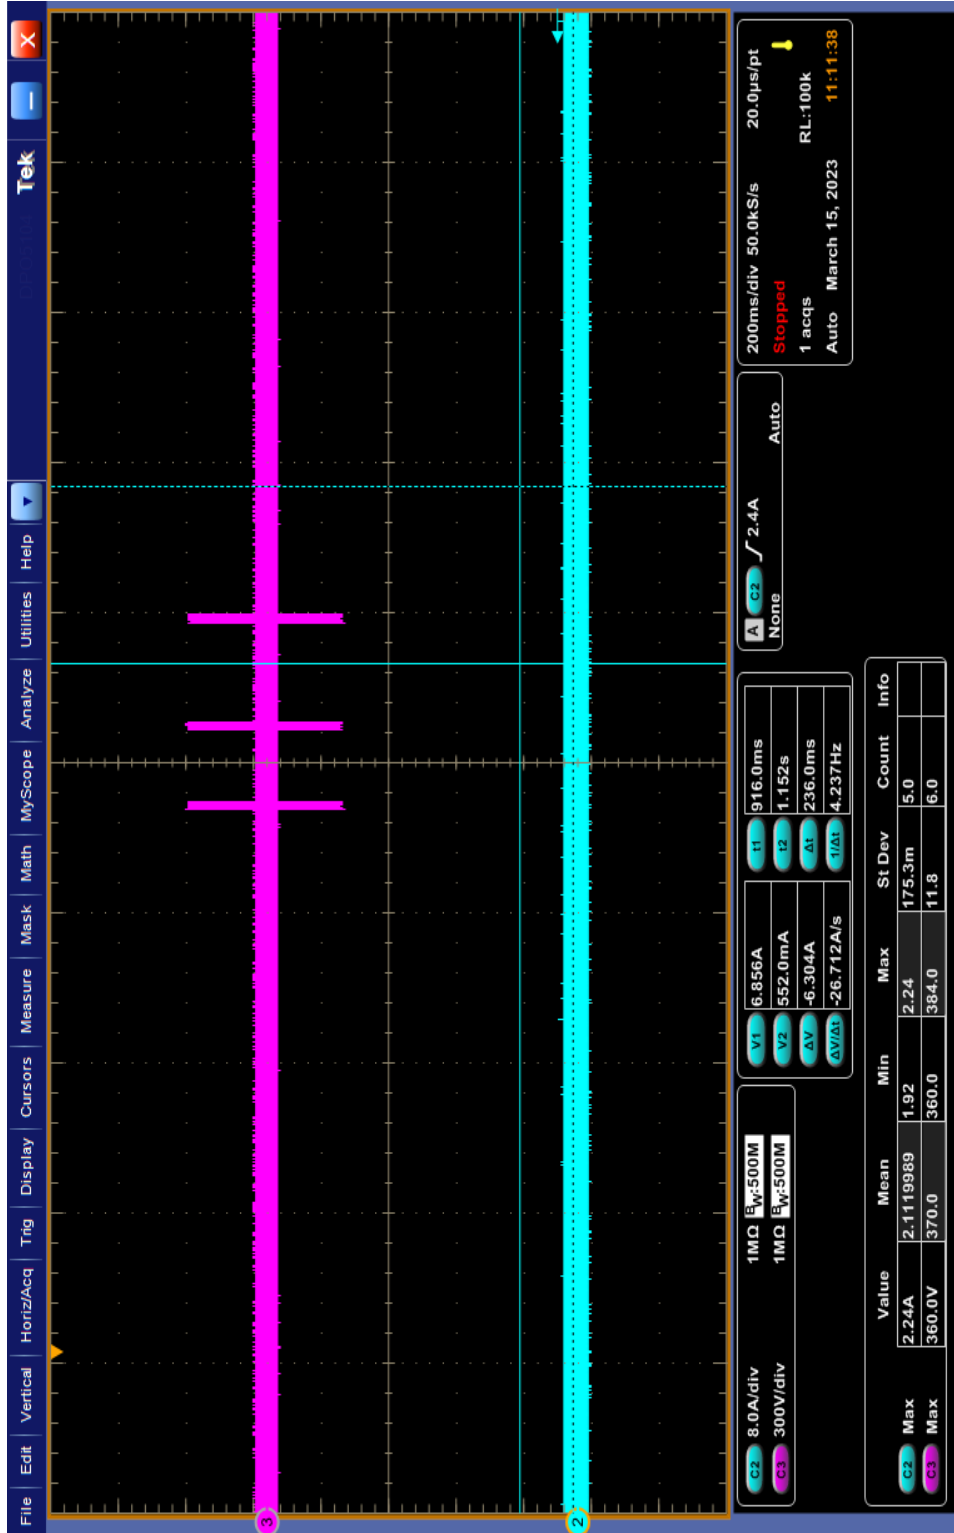 File Edit Vertical Horiz/Acq Trig Display Cursors Measure Mask Math MyScope Analyze Utilities Help
Tek
X
3
2
C2 8.0A/div 1MΩ BW:500M
C3 300V/div 1MΩ BW:500M
V1 6.856A
V2 552.0mA
ΔV -6.304A
ΔV/Δt -26.712A/s
t1 916.0ms
t2 1.152s
Δt 236.0ms
1/Δt 4.237Hz
A C2 2.4A
None Auto
200ms/div 50.0kS/s 20.0µs/pt
Stopped
1 acqs RL:100k
Auto March 15, 2023 11:11:38
Value Mean Min Max St Dev Count Info
C2 Max 2.24A 2.1119989 1.92 2.24 175.3m 5.0
C3 Max 360.0V 370.0 360.0 384.0 11.8 6.0